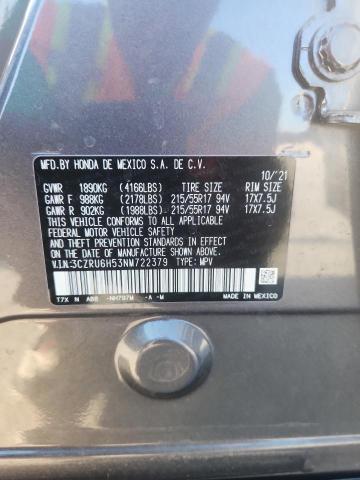 MFD.BY HONDA DE MEXICO S.A. DE C.V.
10/'21
GVWR 1890KG (4166LBS) TIRE SIZE RIM SIZE
GAWR F 988KG (2178LBS) 215/55R17 94V 17X7.5J
GAWR R 902KG (1988LBS) 215/55R17 94V 17X7.5J
THIS VEHICLE CONFORMS TO ALL APPLICABLE
FEDERAL MOTOR VEHICLE SAFETY AND
THEFT PREVENTION STANDARDS IN EFFECT ON
THE DATE OF MANUFACTURE SHOWN ABOVE.
V.I.N:3CZRU6H53NM722379 TYPE: MPV
T7X N A -NH797M -A -M MADE IN MEXICO